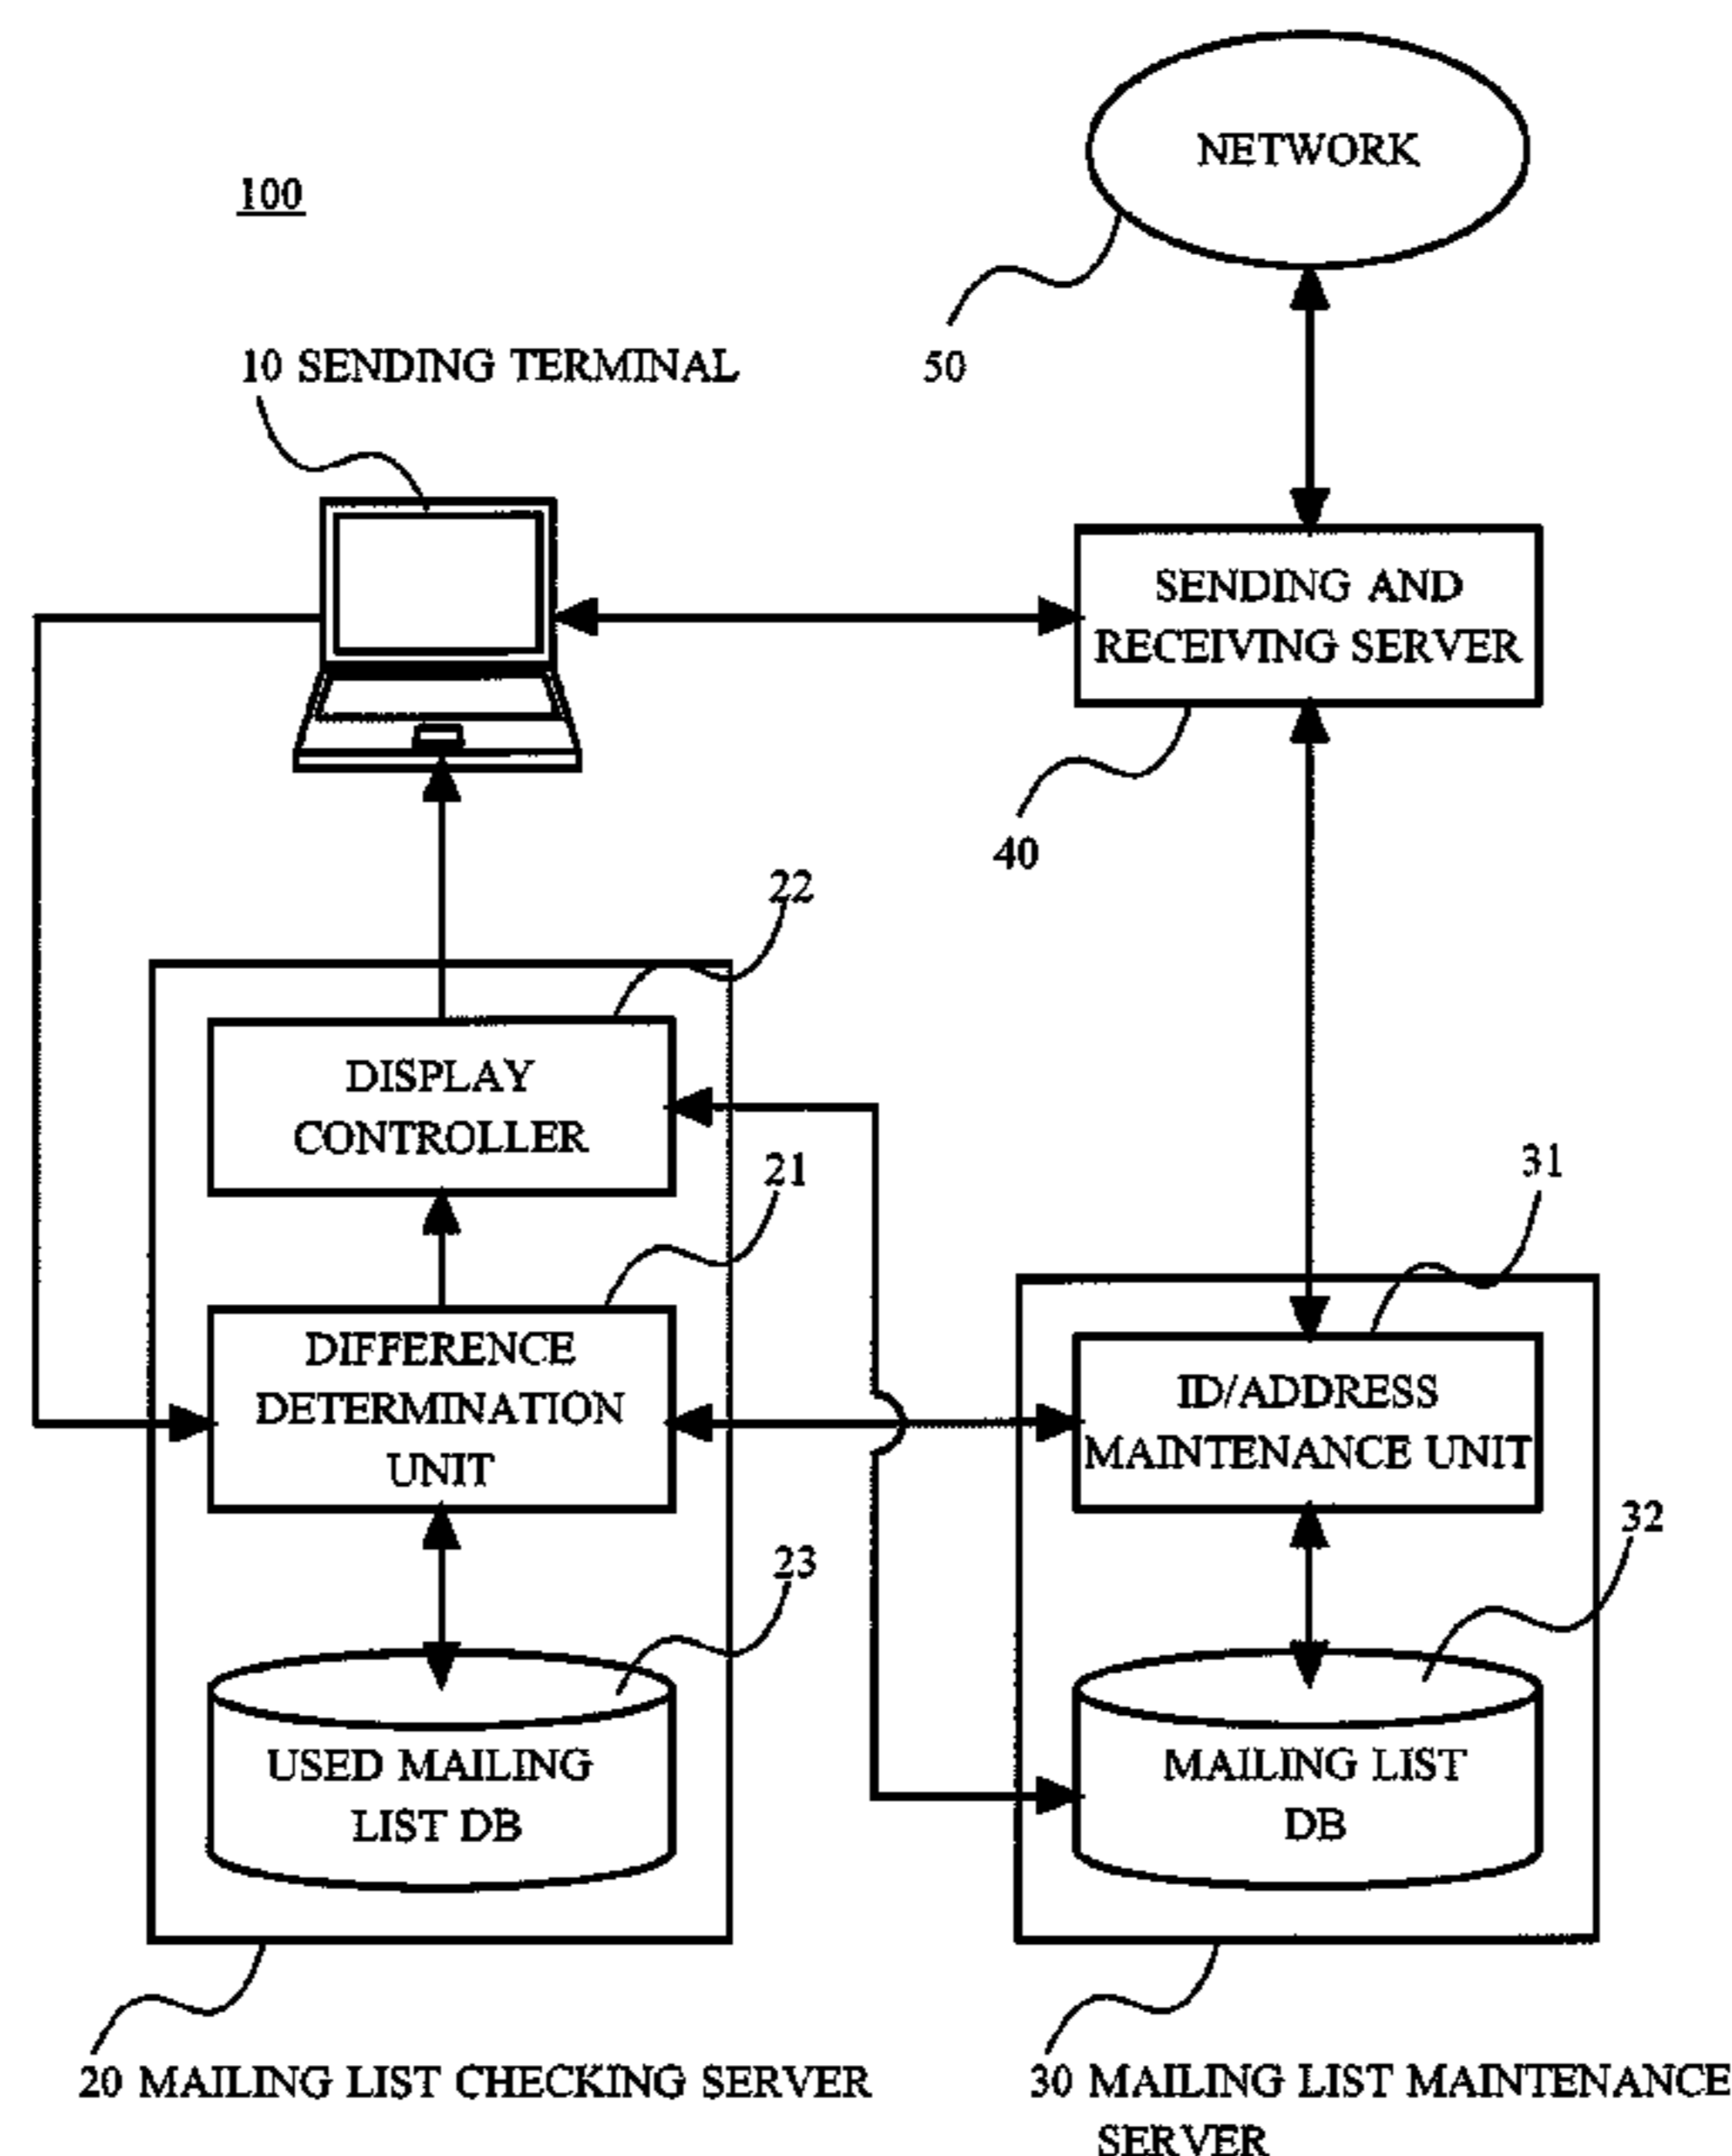 NETWORK
100
10 SENDING TERMINAL
50
SENDING AND
RECEIVING SERVER
40
22
DISPLAY
CONTROLLER
21
31
DIFFERENCE
DETERMINATION
UNIT
ID/ADDRESS
MAINTENANCE UNIT
32
23
USED MAILING
LIST DB
MAILING LIST
DB
20 MAILING LIST CHECKING SERVER
30 MAILING LIST MAINTENANCE
SERVER